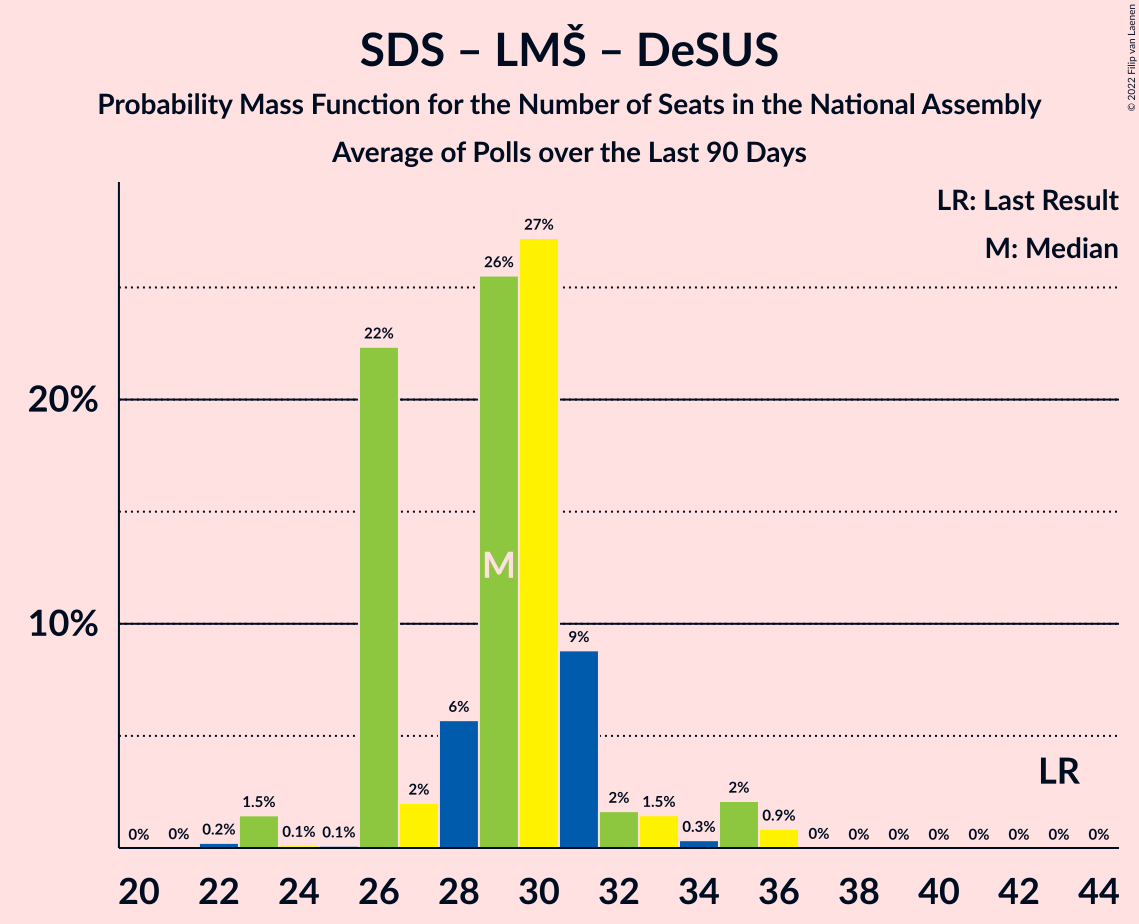 SDS – LMŠ – DeSUS
Probability Mass Function for the Number of Seats in the National Assembly
Average of Polls over the Last 90 Days
© 2022 Filip van Laenen
LR: Last Result
M: Median
20%
10%
0% 0% 0.2% 1.5% 0.1% 0.1% 22% 2% 6% 26% 27% 9% 2% 1.5% 0.3% 2% 0.9% 0% 0% 0% 0% 0% 0% 0% 0%
M
LR
20 22 24 26 28 30 32 34 36 38 40 42 44